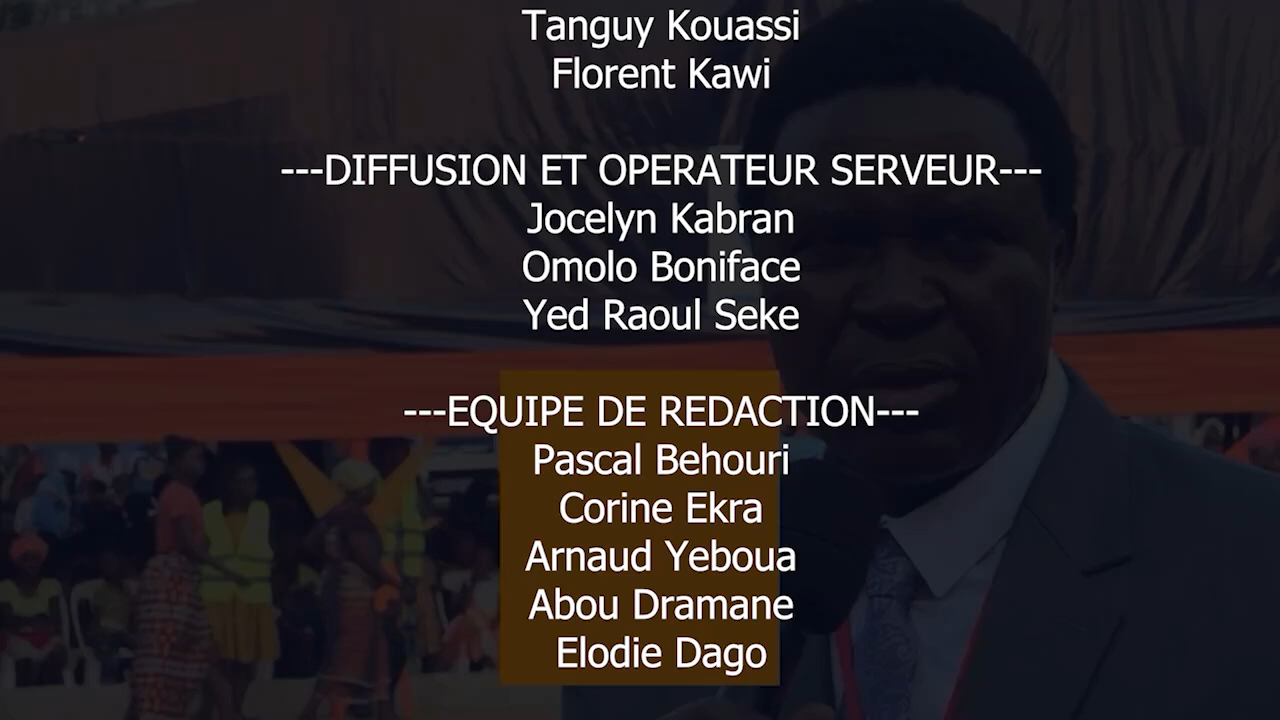 Tanguy Kouassi
Florent Kawi
---DIFFUSION ET OPERATEUR SERVEUR---
Jocelyn Kabran
Omolo Boniface
Yed Raoul Seke
---EQUIPE DE REDACTION---
Pascal Behouri
Corine Ekra
Arnaud Yeboua
Abou Dramane
Elodie Dago